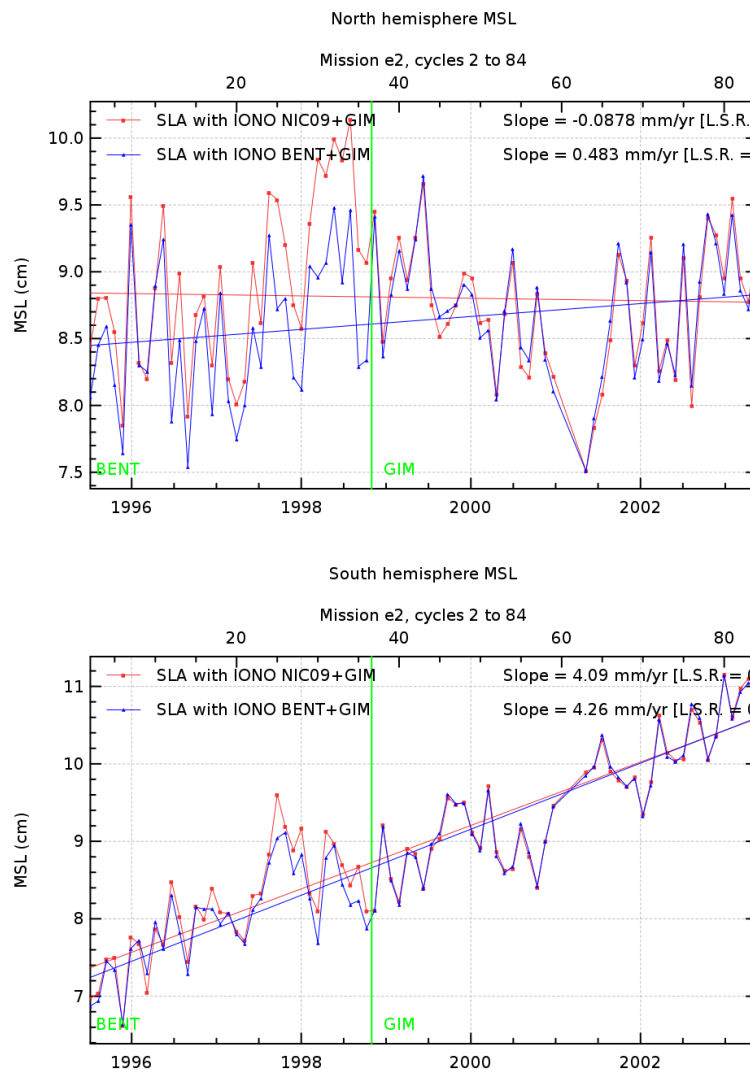 North hemisphere MSL
Mission e2, cycles 2 to 84
20 40 60 80
SLA with IONO NIC09+GIM Slope = -0.0878 mm/yr [L.S.R.
SLA with IONO BENT+GIM Slope = 0.483 mm/yr [L.S.R. =
10.0
9.5
9.0
8.5
8.0
7.5
MSL (cm)
BENT GIM
1996 1998 2000 2002
South hemisphere MSL
Mission e2, cycles 2 to 84
20 40 60 80
SLA with IONO NIC09+GIM Slope = 4.09 mm/yr [L.S.R. = 0
SLA with IONO BENT+GIM Slope = 4.26 mm/yr [L.S.R. = 0
11
10
9
8
7
MSL (cm)
BENT GIM
1996 1998 2000 2002